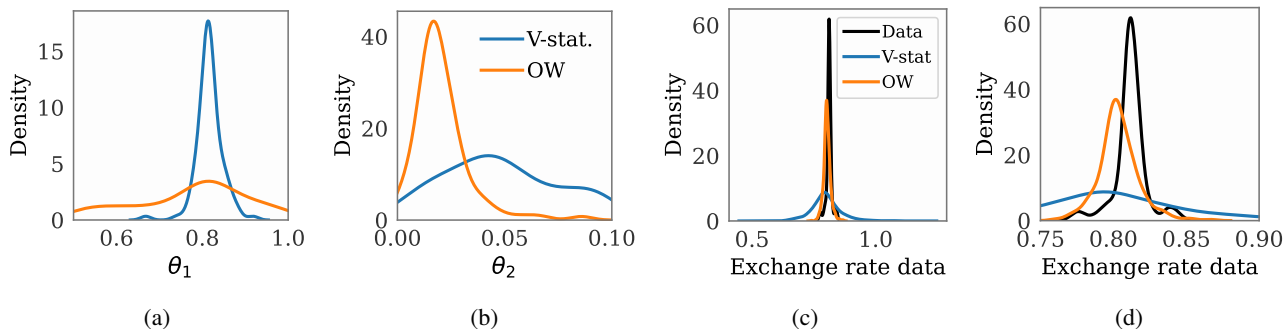 Density
15
10
5
0
0.6
0.8
1.0
θ1
(a)
Density
40
20
0
0.00
0.05
0.10
θ2
V-stat.
OW
(b)
Density
60
40
20
0
0.5
1.0
Exchange rate data
Data
V-stat
OW
(c)
Density
60
40
20
0
0.75
0.80
0.85
0.90
Exchange rate data
(d)